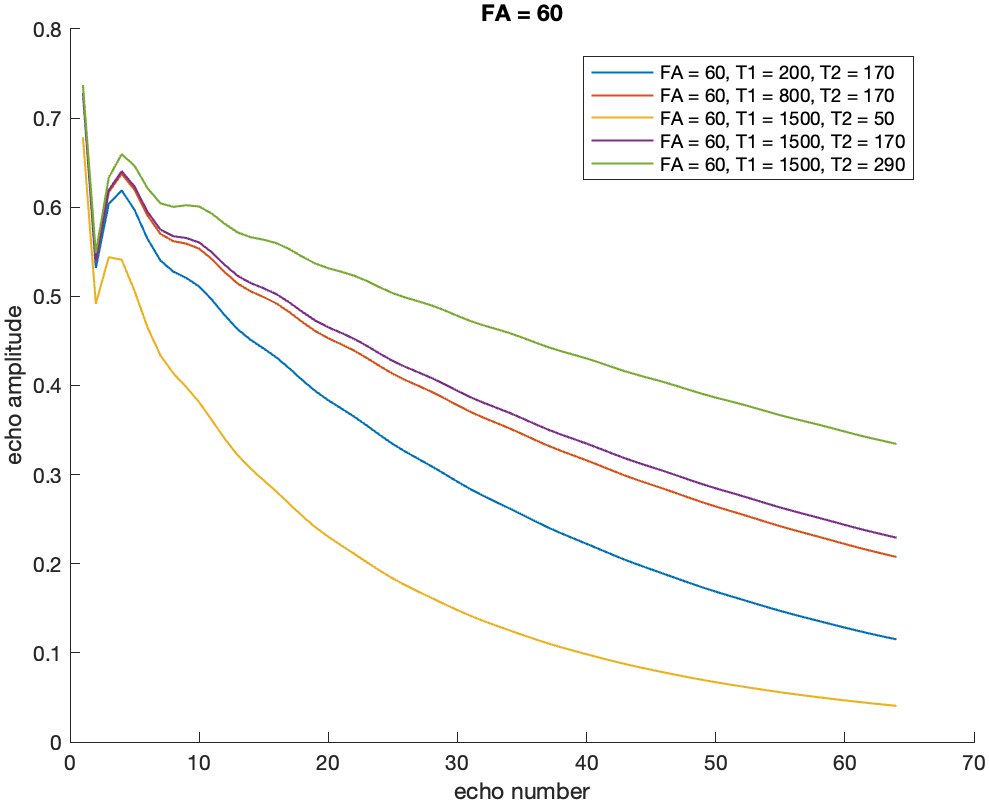 FA = 60
0.8
0.7
0.6
0.5
0.4
0.3
0.2
0.1
0
echo amplitude
FA = 60, T1 = 200, T2 = 170
FA = 60, T1 = 800, T2 = 170
FA = 60, T1 = 1500, T2 = 50
FA = 60, T1 = 1500, T2 = 170
FA = 60, T1 = 1500, T2 = 290
0 10 20 30 40 50 60 70
echo number